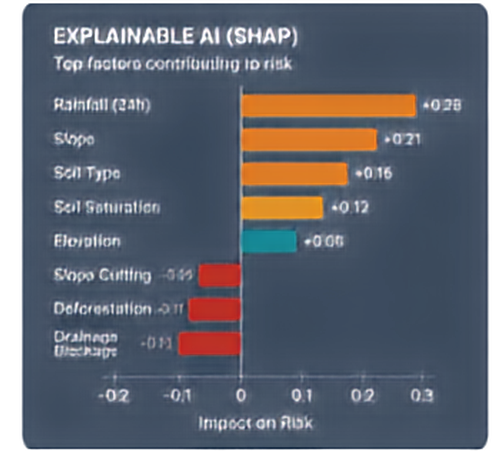 EXPLAINABLE AI (SHAP)
Top factors contributing to risk
Rainfall (24h) +0.28
Slope +0.21
Soil Type +0.16
Soil Saturation +0.12
Elevation
Slope Cutting
Deforestation
Drainage
Blockage
-0.2 -0.1 0 0.1 0.2 0.3
Impact on Risk